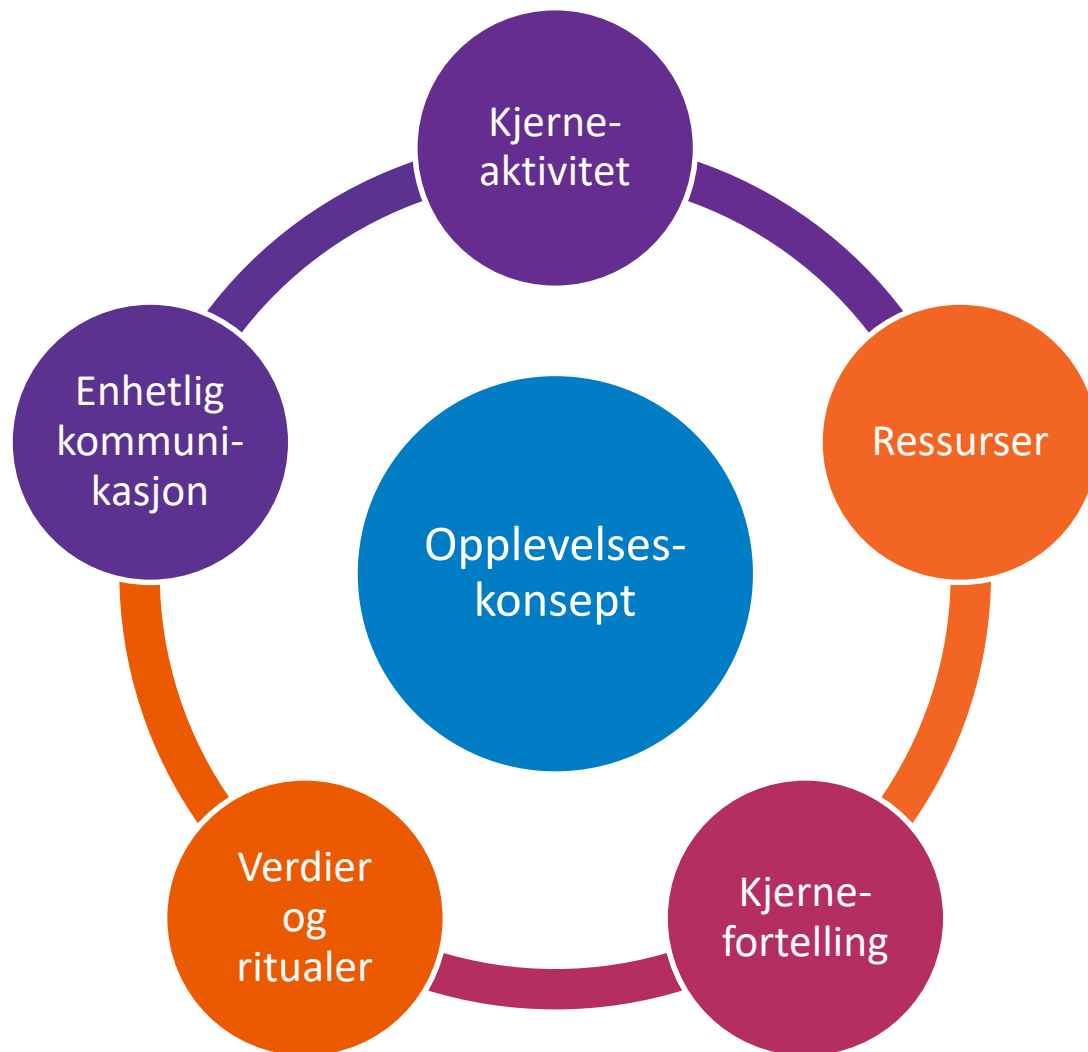 Kjerne-
aktivitet
Ressurser
Kjerne-
fortelling
Verdier
og
ritualer
Enhetlig
kommuni-
kasjon
Opplevelses-
konsept